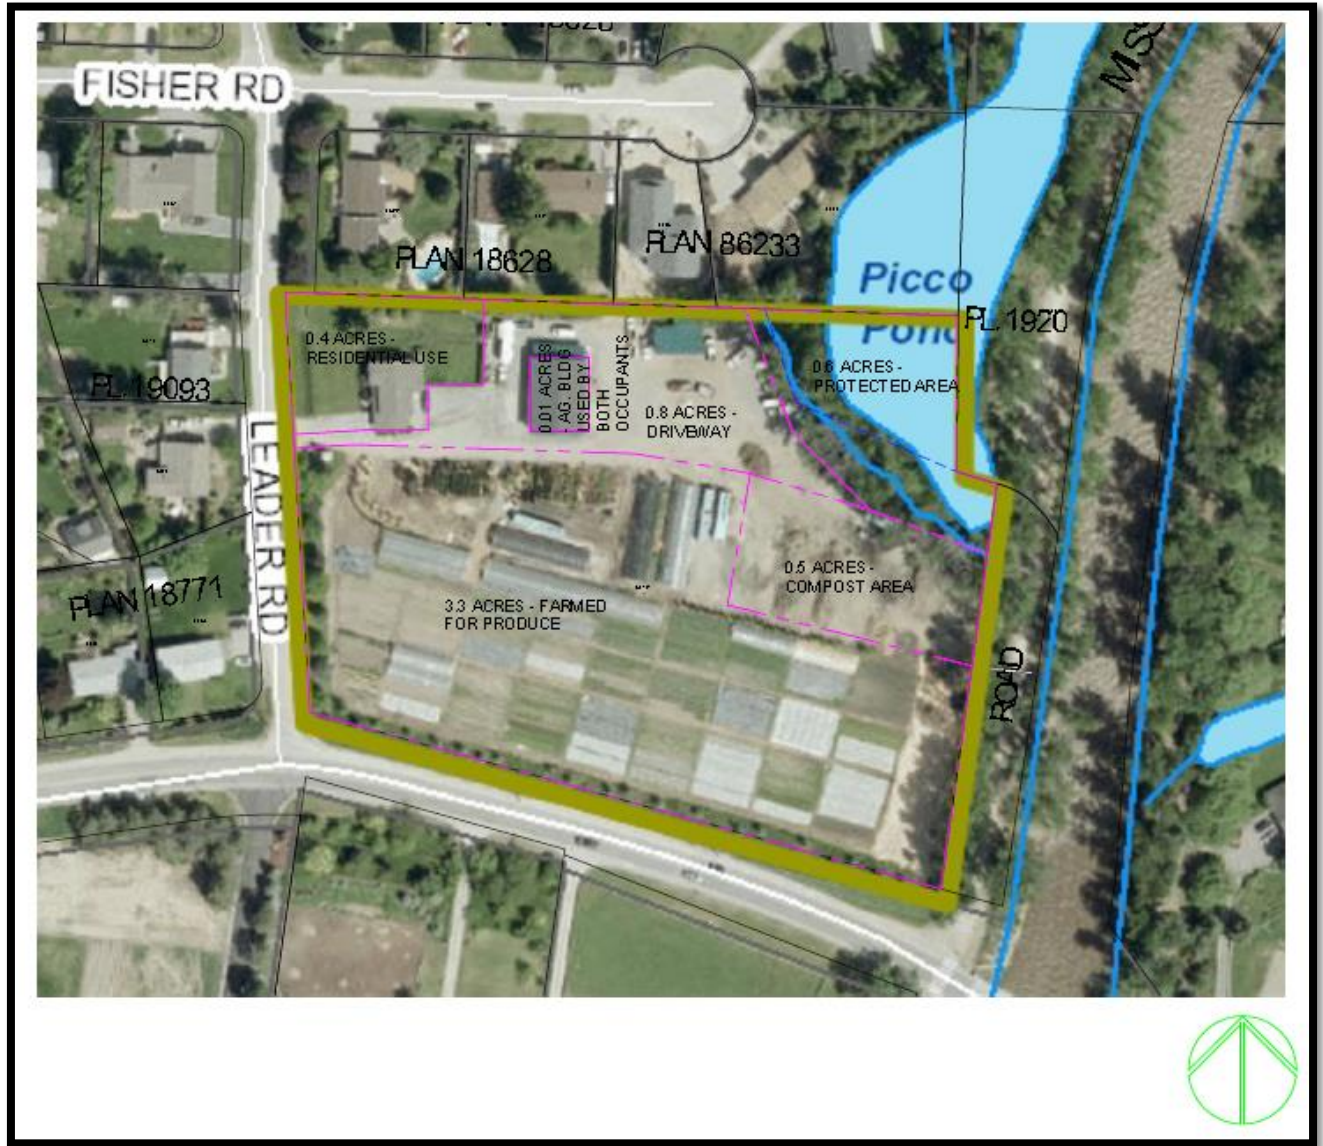 FISHER RD
MISS
PLAN 18628
PLAN 86233
Picco
Pond
PL. 1920
0.4 ACRES -
RESIDENTIAL USE
0.01 ACRES
- AG. BLDG
USED BY
BOTH
OCCUPANTS
0.8 ACRES -
DRIVEWAY
0.6 ACRES -
PROTECTED AREA
PL. 19093
LEADER RD
PLAN 18771
3.3 ACRES - FARMED
FOR PRODUCE
0.5 ACRES -
COMPOST AREA
ROAD